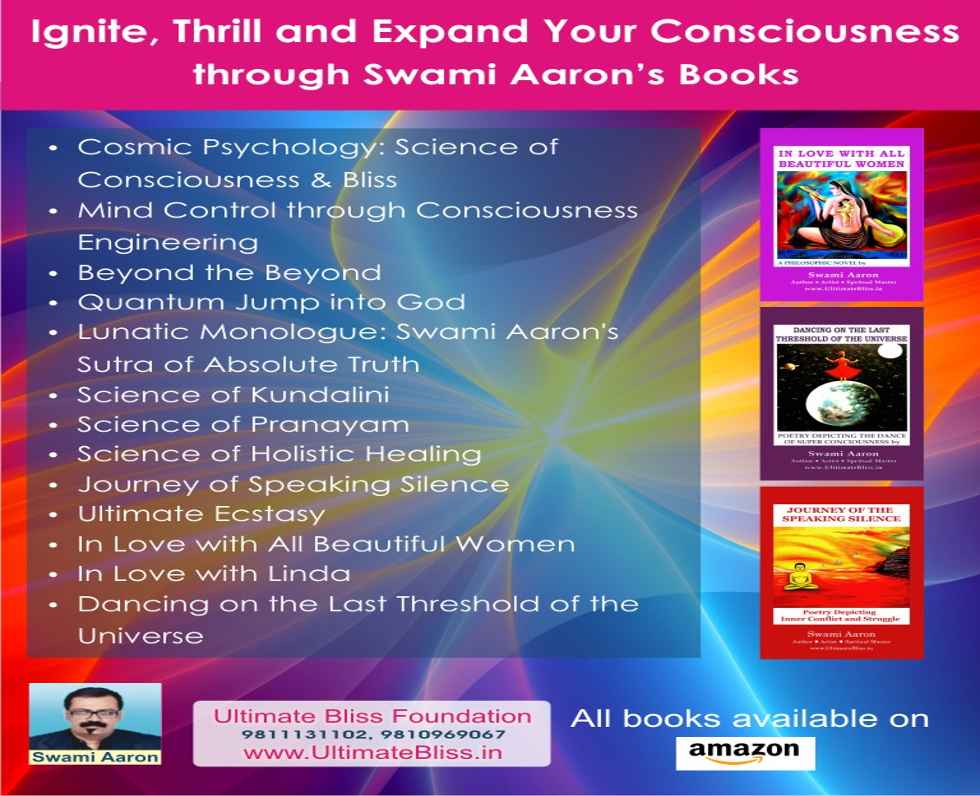 Ignite, Thrill and Expand Your Consciousness
through Swami Aaron's Books
• Cosmic Psychology: Science of
Consciousness & Bliss
• Mind Control through Consciousness
Engineering
• Beyond the Beyond
• Quantum Jump into God
• Lunatic Monologue: Swami Aaron's
Sutra of Absolute Truth
• Science of Kundalini
• Science of Pranayam
• Science of Holistic Healing
• Journey of Speaking Silence
• Ultimate Ecstasy
• In Love with All Beautiful Women
• In Love with Linda
• Dancing on the Last Threshold of the
Universe
IN LOVE WITH ALL
BEAUTIFUL WOMEN
A PHILOSOPHIC NOVEL by
Swami Aaron
Author • Artist • Spiritual Master
www.UltimateBliss.in
DANCING ON THE LAST
THRESHOLD OF THE UNIVERSE
POETRY DEPICTING THE DANCE
OF SUPER CONCIOUSNESS by
Swami Aaron
Author • Artist • Spiritual Master
www.UltimateBliss.in
JOURNEY OF THE
SPEAKING SILENCE
Poetry Depicting
Inner Conflict and Struggle
Swami Aaron
Author • Artist • Spiritual Master
www.UltimateBliss.in
Swami Aaron
Ultimate Bliss Foundation
9811131102, 9810969067
www.UltimateBliss.in
All books available on
amazon